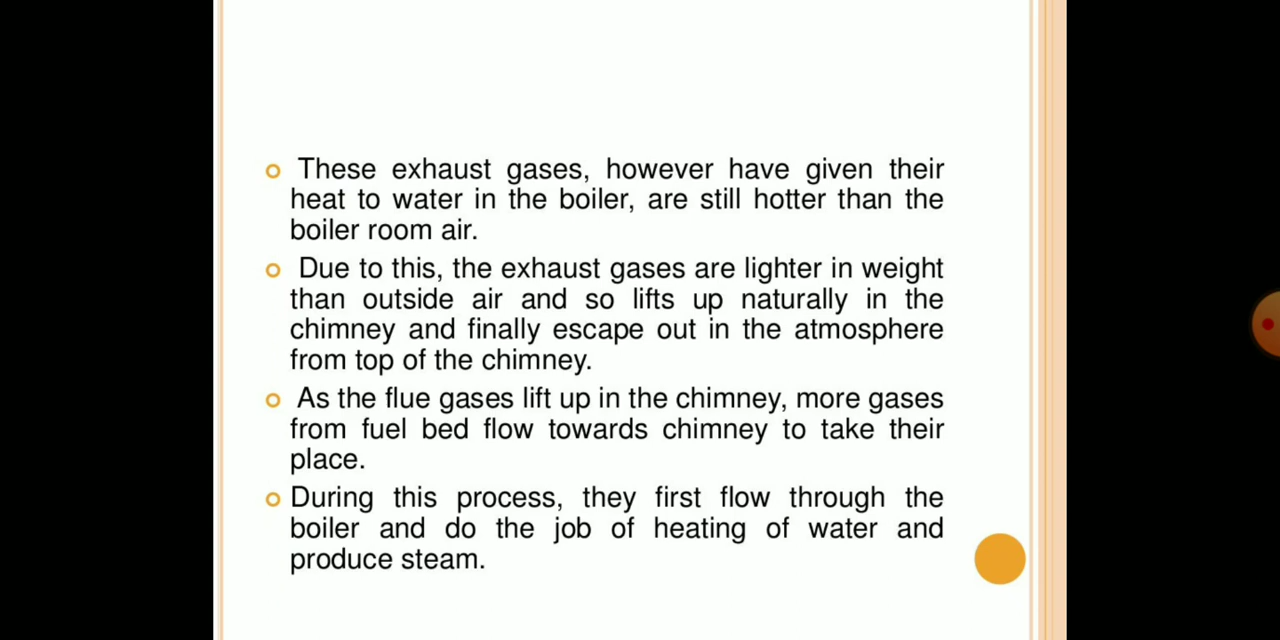 These exhaust gases, however have given their
heat to water in the boiler, are still hotter than the
boiler room air.
Due to this, the exhaust gases are lighter in weight
than outside air and so lifts up naturally in the
chimney and finally escape out in the atmosphere
from top of the chimney.
As the flue gases lift up in the chimney, more gases
from fuel bed flow towards chimney to take their
place.
During this process, they first flow through the
boiler and do the job of heating of water and
produce steam.